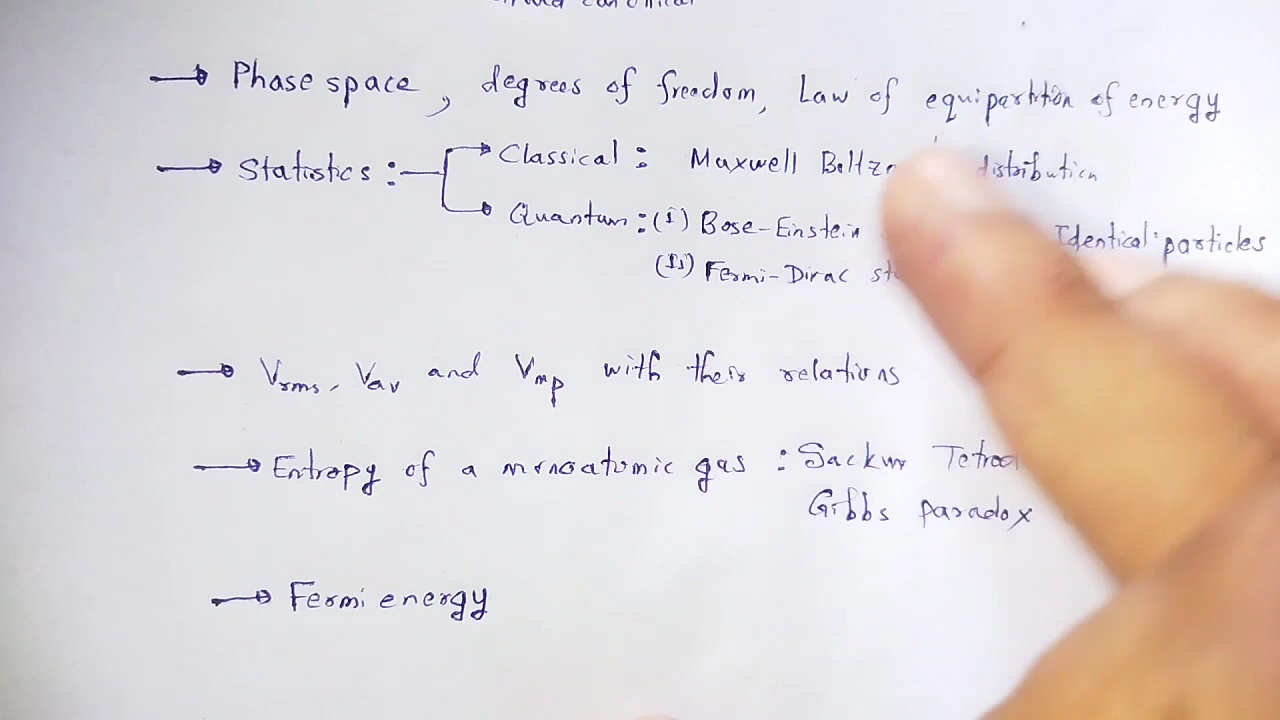 canonical
→ Phase space, degrees of freedom, Law of equipartition of energy
→ Statistics :- → Classical : Maxwell distribution
→ Quantum : (I) Bose-Einstein Identical particles
(II) Fermi-Dirac
→ Vrms, Vav and Vmp with their relations
→ Entropy of a monoatomic gas : Sackur
Gibbs paradox
→ Fermi energy